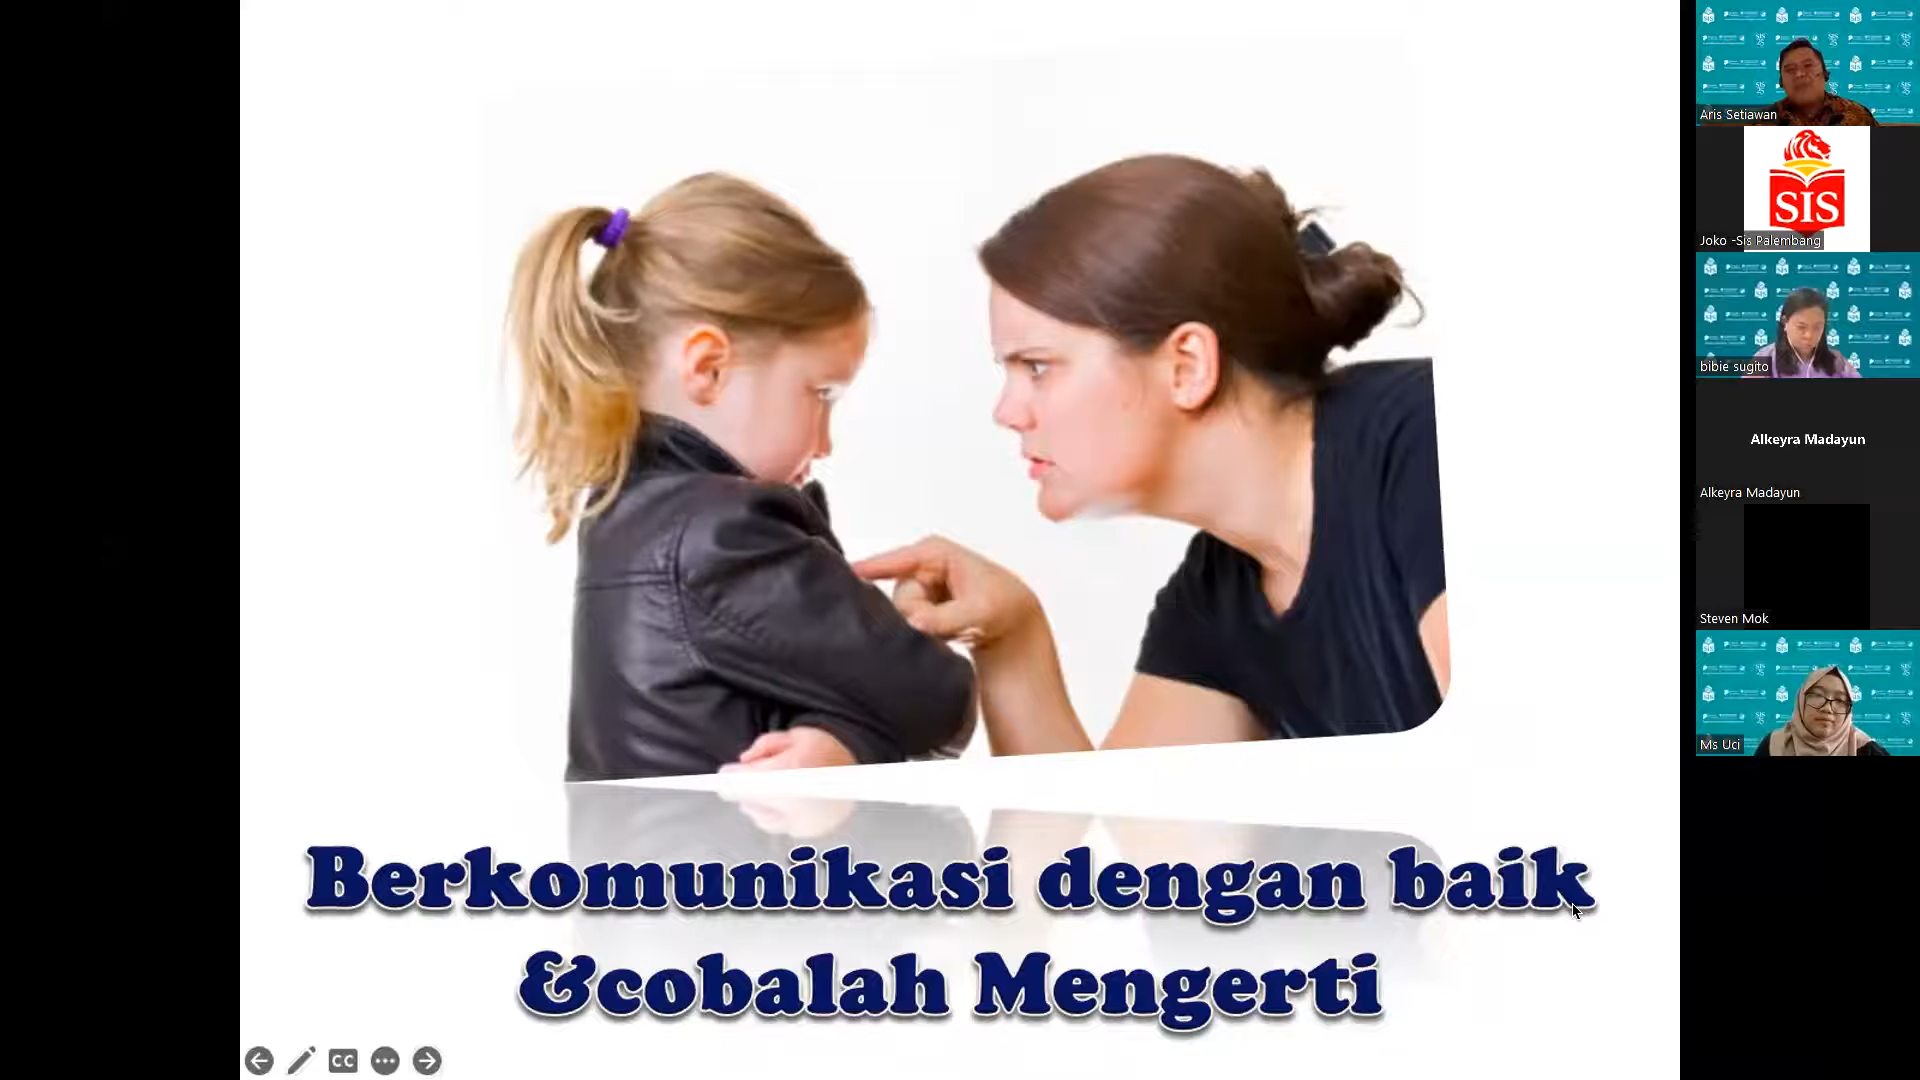 Berkomunikasi dengan baik
&cobalah Mengerti
CC
Aris Setiawan
SIS
Joko -Sis Palembang
bibie sugito
Alkeyra Madayun
Alkeyra Madayun
Steven Mok
Ms Uci